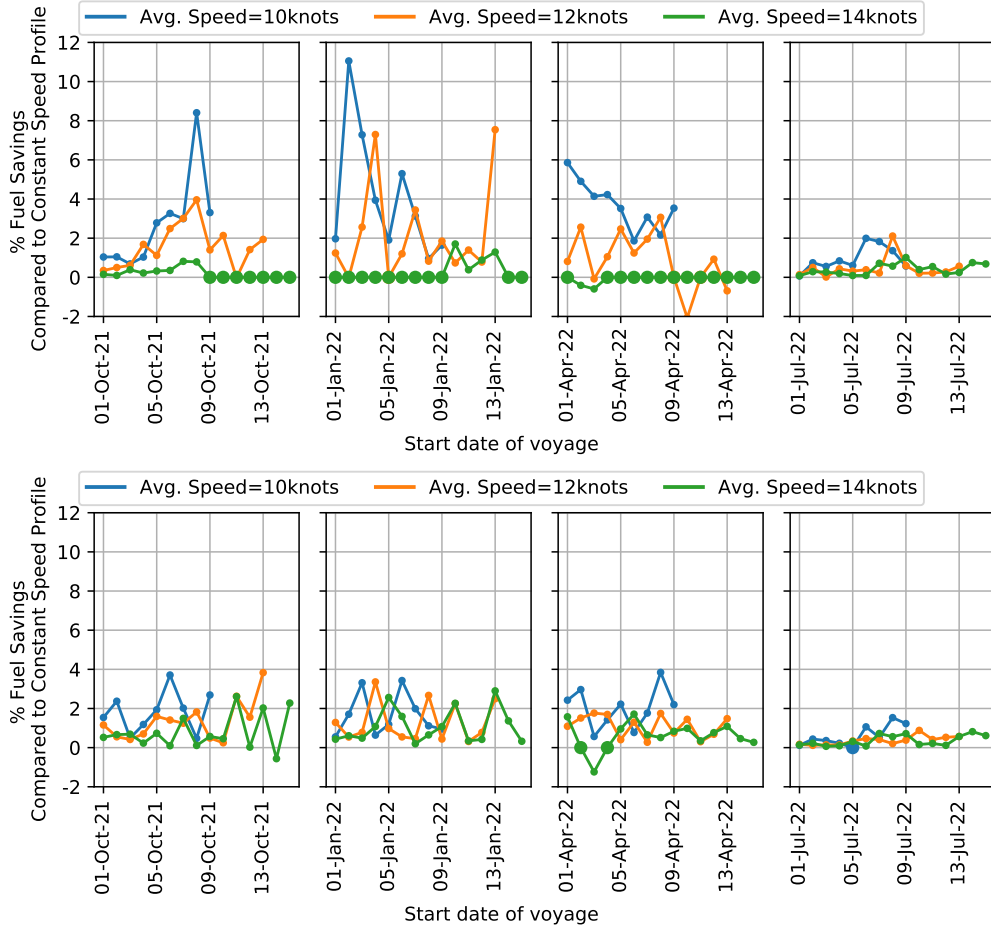 Avg. Speed=10knots Avg. Speed=12knots Avg. Speed=14knots
% Fuel Savings
Compared to Constant Speed Profile
12
10
8
6
4
2
0
-2
01-Oct-21 05-Oct-21 09-Oct-21 13-Oct-21 01-Jan-22 05-Jan-22 09-Jan-22 13-Jan-22 01-Apr-22 05-Apr-22 09-Apr-22 13-Apr-22 01-Jul-22 05-Jul-22 09-Jul-22 13-Jul-22
Start date of voyage
Avg. Speed=10knots Avg. Speed=12knots Avg. Speed=14knots
% Fuel Savings
Compared to Constant Speed Profile
12
10
8
6
4
2
0
-2
01-Oct-21 05-Oct-21 09-Oct-21 13-Oct-21 01-Jan-22 05-Jan-22 09-Jan-22 13-Jan-22 01-Apr-22 05-Apr-22 09-Apr-22 13-Apr-22 01-Jul-22 05-Jul-22 09-Jul-22 13-Jul-22
Start date of voyage